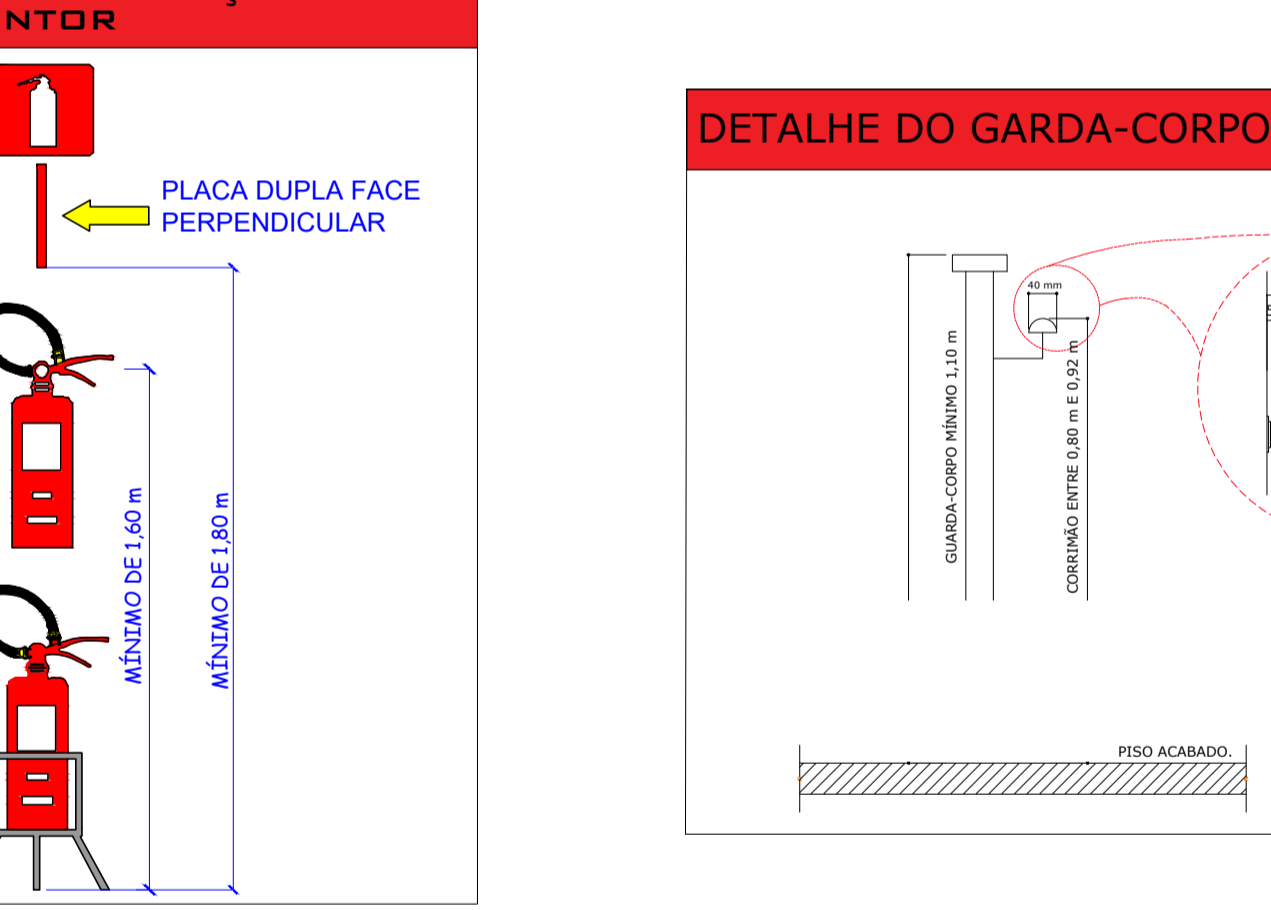 NTOR
PLACA DUPLA FACE
PERPENDICULAR
MÍNIMO DE 1,60 m
MÍNIMO DE 1,80 m
DETALHE DO GARDA-CORPO
40 mm
GUARDA-CORPO MÍNIMO 1,10 m
CORRIMÃO ENTRE 0,80 m E 0,92 m
PISO ACABADO.